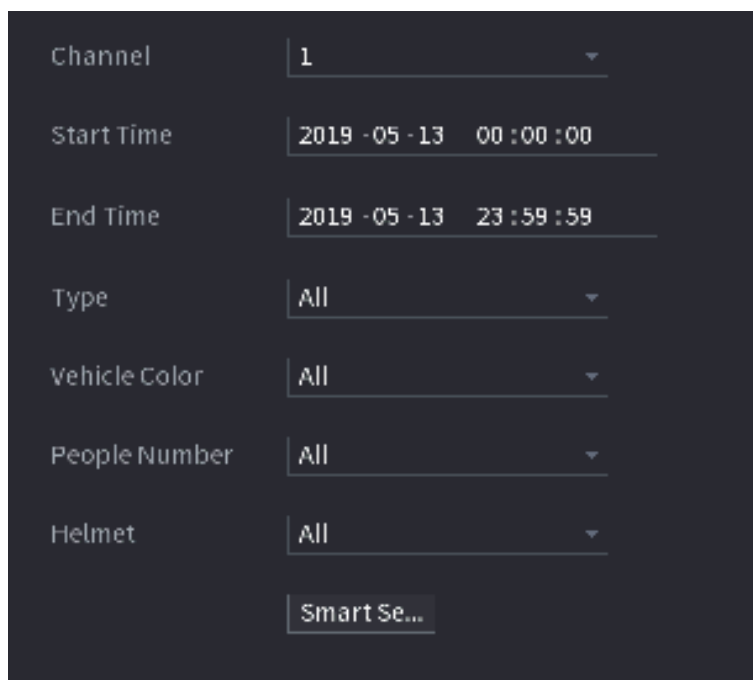 Channel 1
Start Time 2019 -05 -13 00 :00 :00
End Time 2019 -05 -13 23 :59 :59
Type All
Vehicle Color All
People Number All
Helmet All
Smart Se...